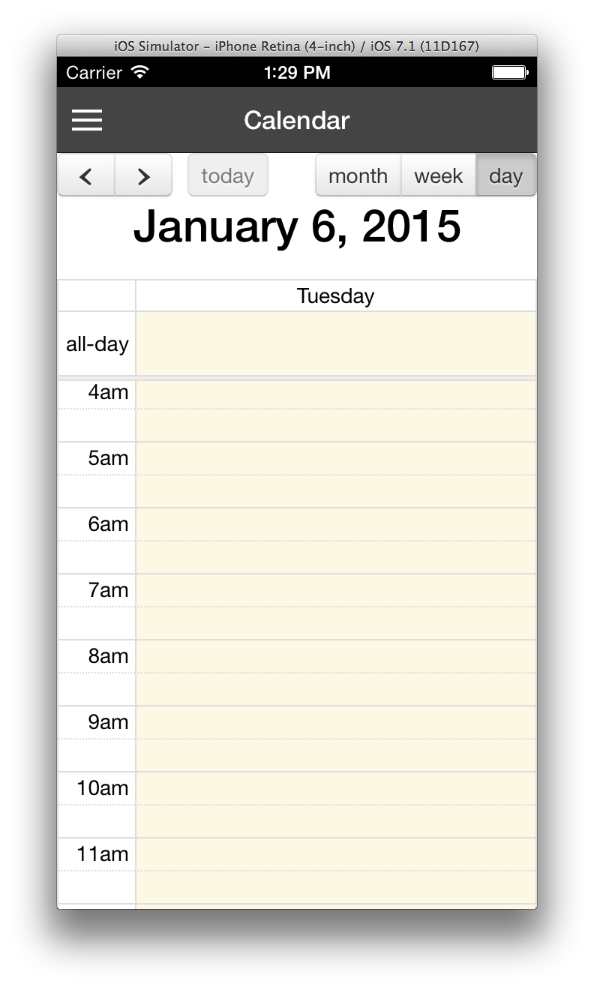 iOS Simulator – iPhone Retina (4-inch) / iOS 7.1 (11D167)
Carrier 1:29 PM
Calendar
< > today month week day
January 6, 2015
Tuesday
all-day
4am
5am
6am
7am
8am
9am
10am
11am